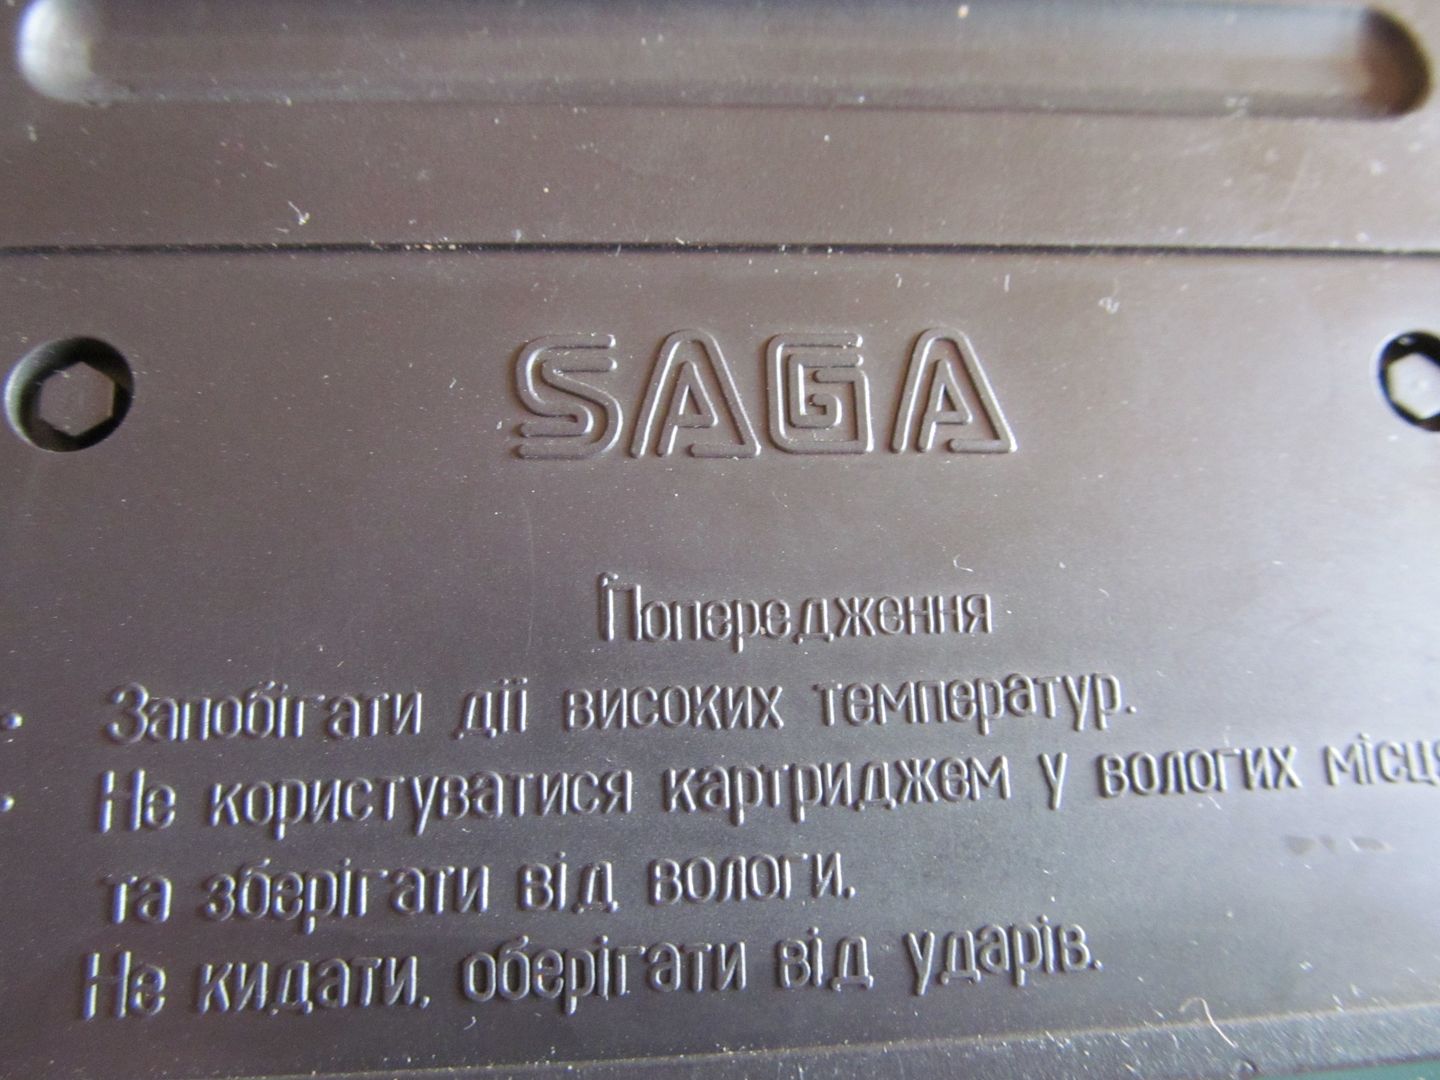 SAGA
Попередження
· Запобігати дії високих температур.
· Не користуватися картриджем у вологих
та зберігати від вологи.
Не кидати, оберігати від ударів.